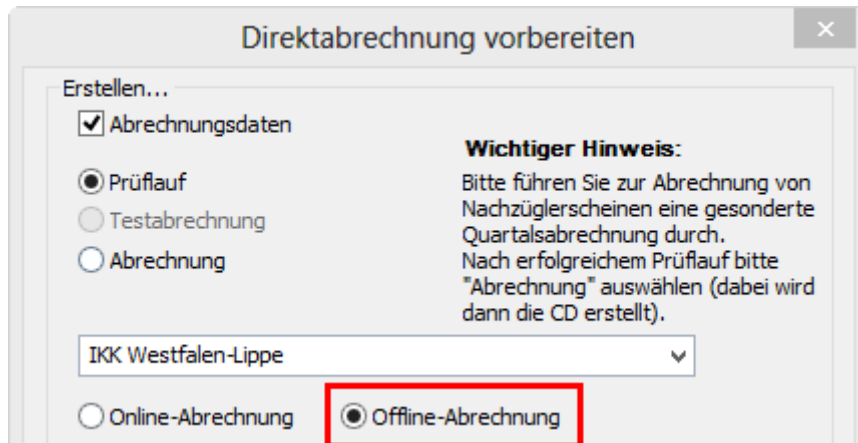 Direktabrechnung vorbereiten
Erstellen...
Abrechnungsdaten
Wichtiger Hinweis:
Prüflauf
Testabrechnung
Abrechnung
Bitte führen Sie zur Abrechnung von
Nachzüglerscheinen eine gesonderte
Quartalsabrechnung durch.
Nach erfolgreichem Prüflauf bitte
"Abrechnung" auswählen (dabei wird
dann die CD erstellt).
IKK Westfalen-Lippe
Online-Abrechnung
Offline-Abrechnung